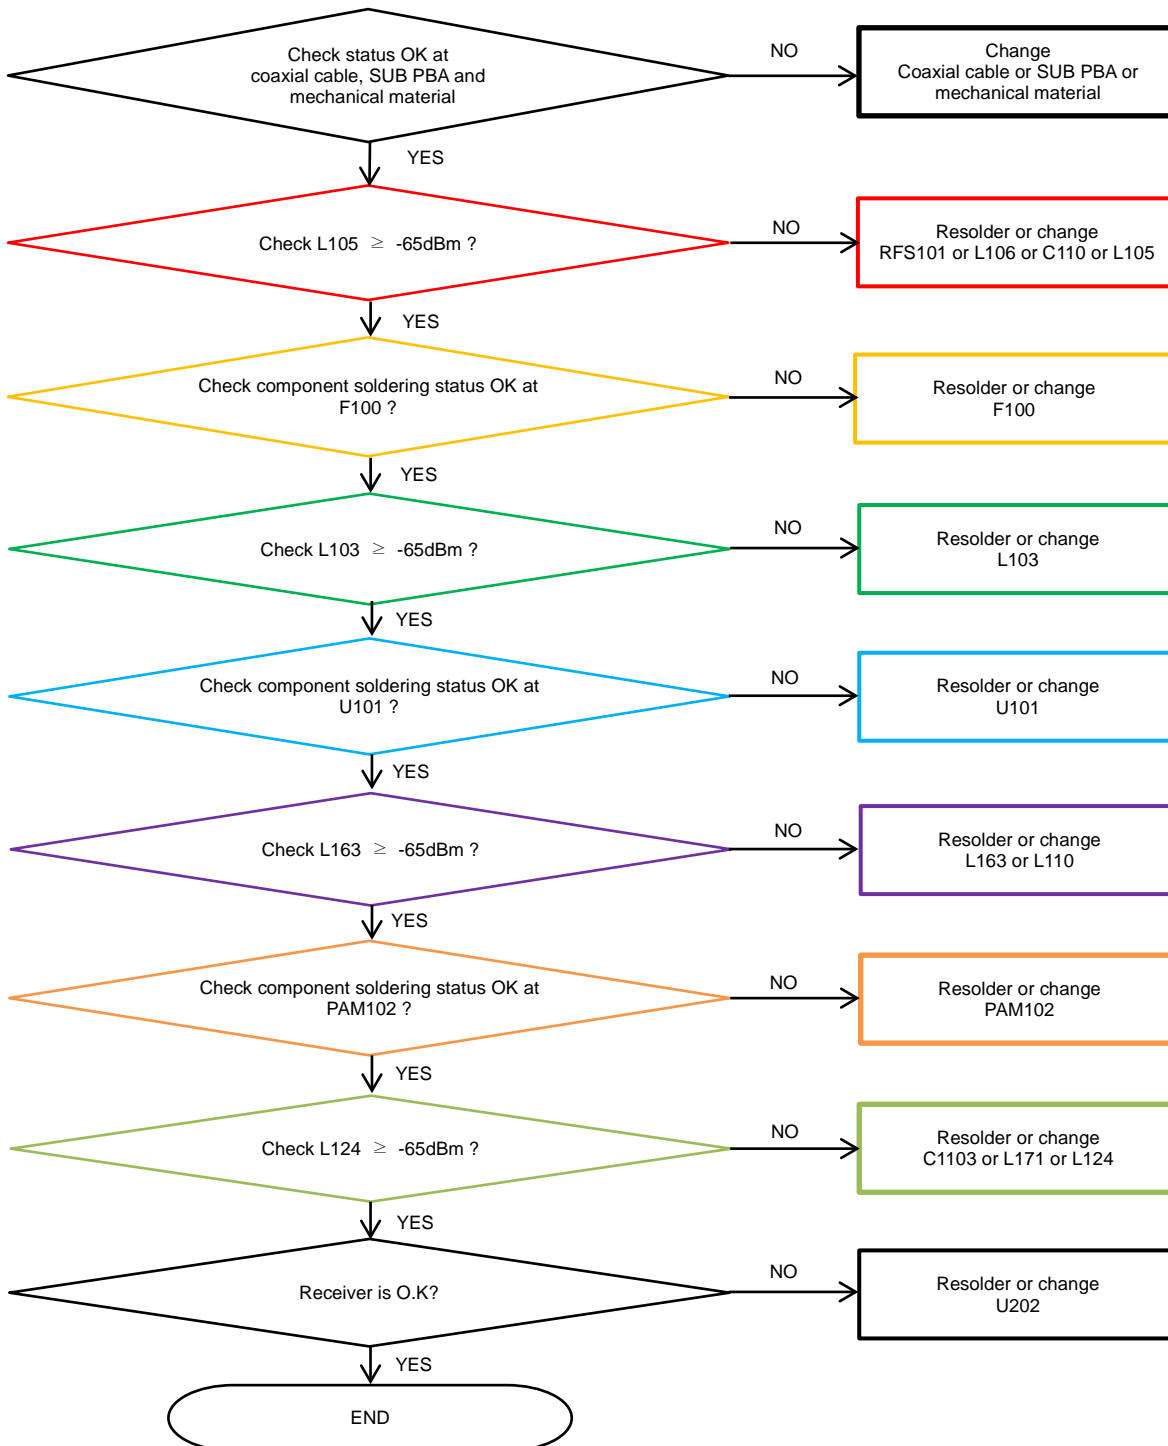 Check status OK at
coaxial cable, SUB PBA and
mechanical material
NO
Change
Coaxial cable or SUB PBA or
mechanical material
YES
Check L105 ≥ -65dBm ?
NO
Resolder or change
RFS101 or L106 or C110 or L105
YES
Check component soldering status OK at
F100 ?
NO
Resolder or change
F100
YES
Check L103 ≥ -65dBm ?
NO
Resolder or change
L103
YES
Check component soldering status OK at
U101 ?
NO
Resolder or change
U101
YES
Check L163 ≥ -65dBm ?
NO
Resolder or change
L163 or L110
YES
Check component soldering status OK at
PAM102 ?
NO
Resolder or change
PAM102
YES
Check L124 ≥ -65dBm ?
NO
Resolder or change
C1103 or L171 or L124
YES
Receiver is O.K?
NO
Resolder or change
U202
YES
END